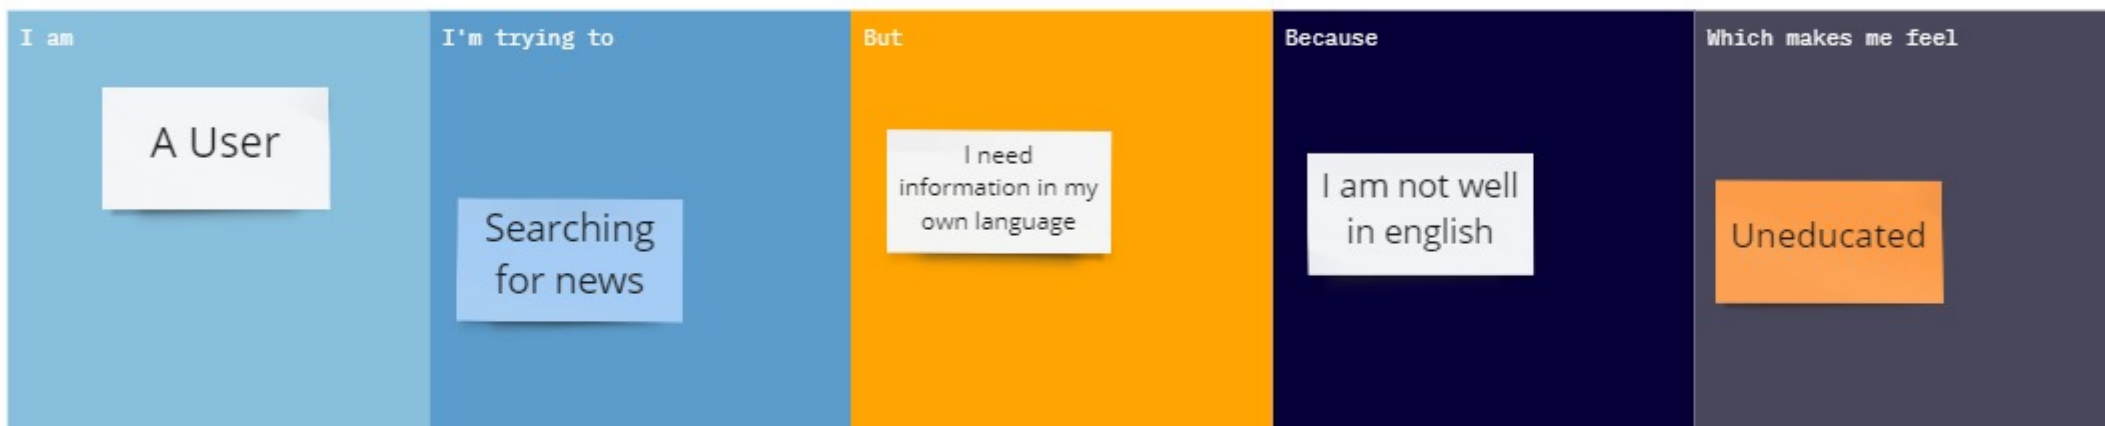 I am
A User
I'm trying to
Searching
for news
But
I need
information in my
own language
Because
I am not well
in english
Which makes me feel
Uneducated